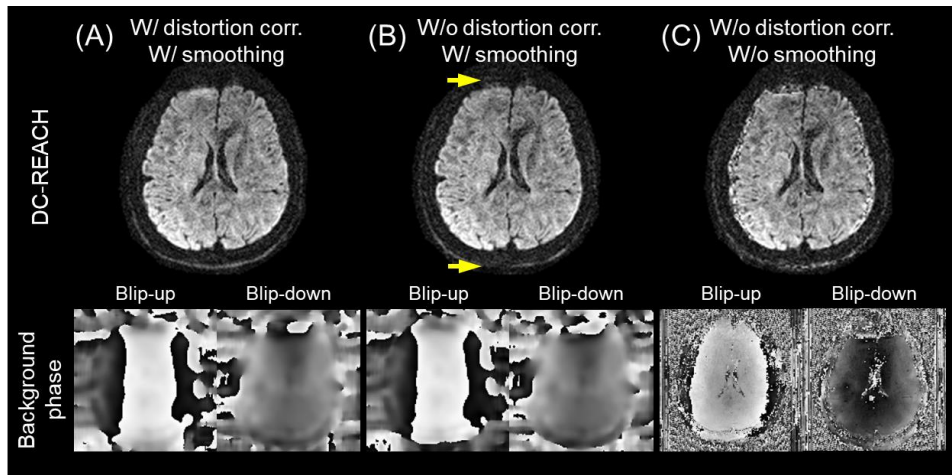 (A)
W/ distortion corr.
W/ smoothing
(B)
W/o distortion corr.
W/ smoothing
(C)
W/o distortion corr.
W/o smoothing
DC-REACH
Blip-up
Blip-down
Blip-up
Blip-down
Blip-up
Blip-down
Background
phase